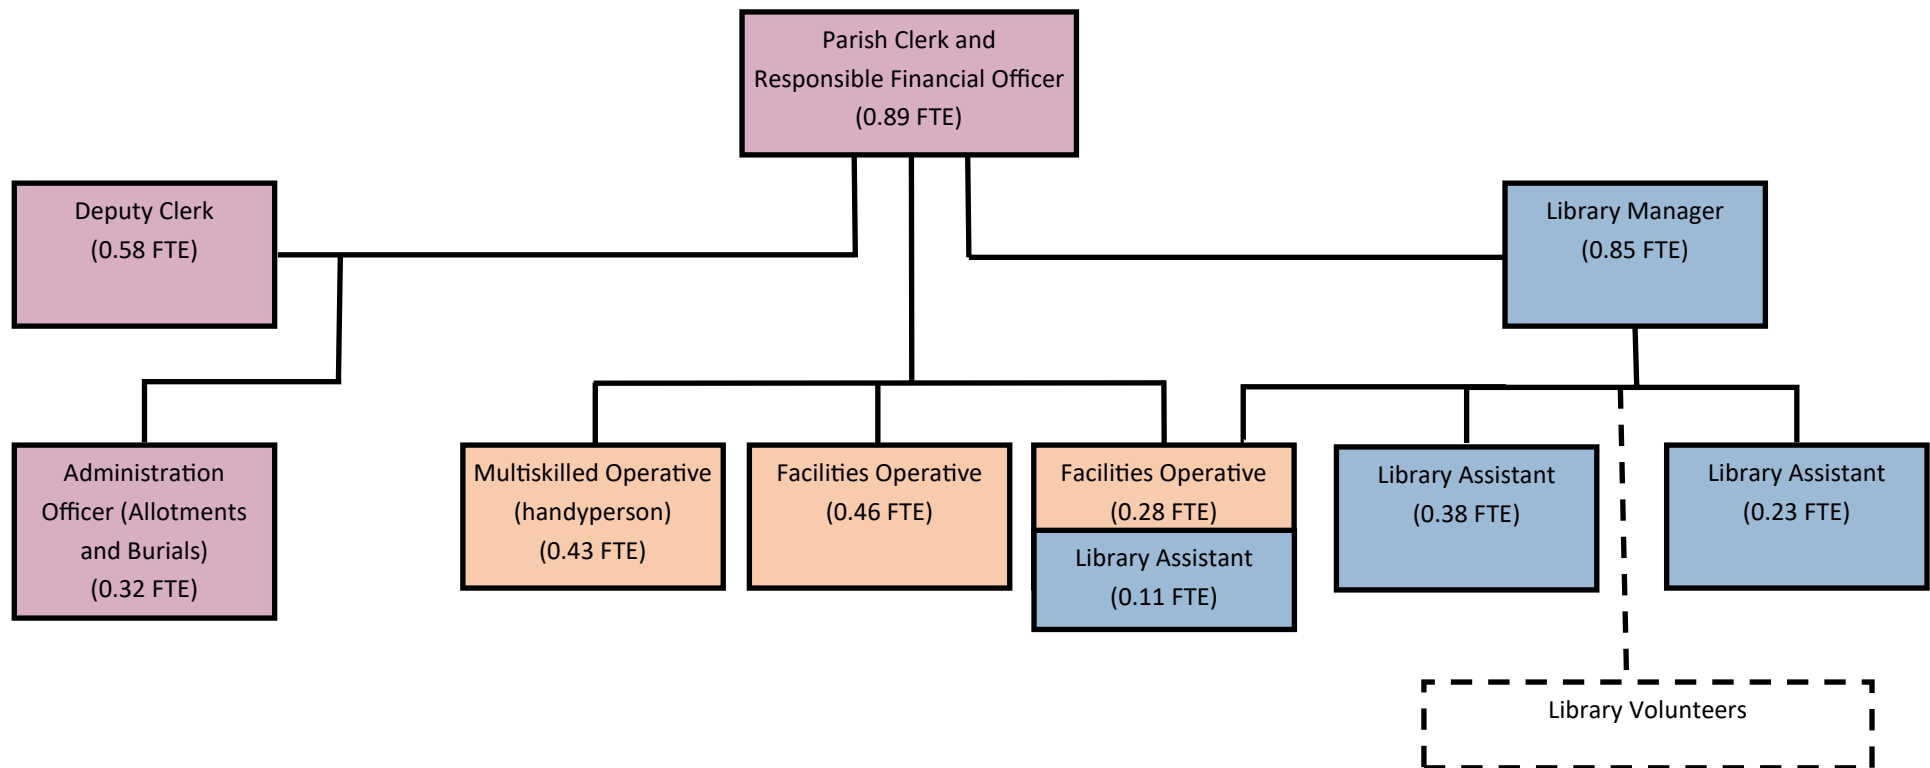 Parish Clerk and
Responsible Financial Officer
(0.89 FTE)
Deputy Clerk
(0.58 FTE)
Library Manager
(0.85 FTE)
Administration
Officer (Allotments
and Burials)
(0.32 FTE)
Multiskilled Operative
(handyperson)
(0.43 FTE)
Facilities Operative
(0.46 FTE)
Facilities Operative
(0.28 FTE)
Library Assistant
(0.11 FTE)
Library Assistant
(0.38 FTE)
Library Assistant
(0.23 FTE)
Library Volunteers